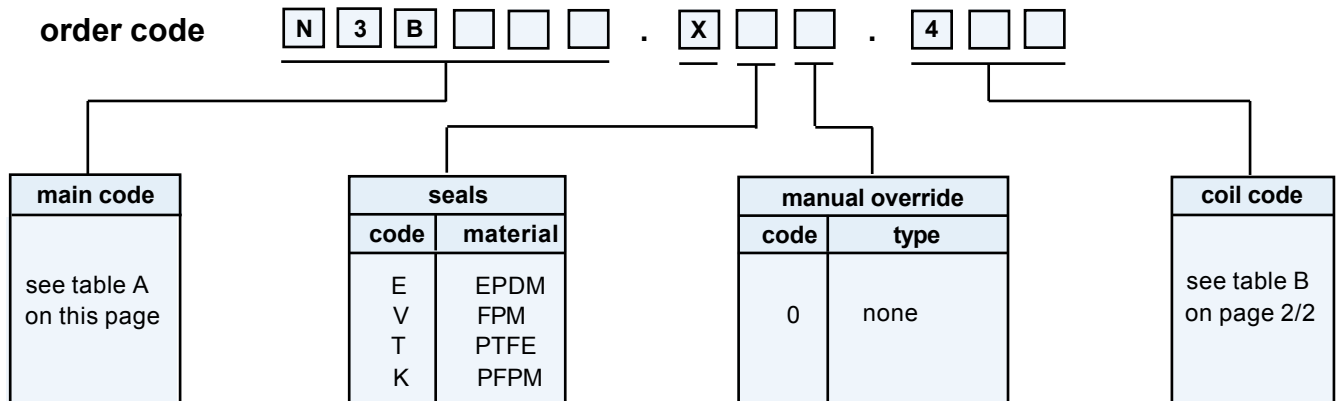 order code N 3 B . X . 4
main code
see table A
on this page
seals
code material
E EPDM
V FPM
T PTFE
K PFPM
manual override
code type
0 none
coil code
see table B
on page 2/2